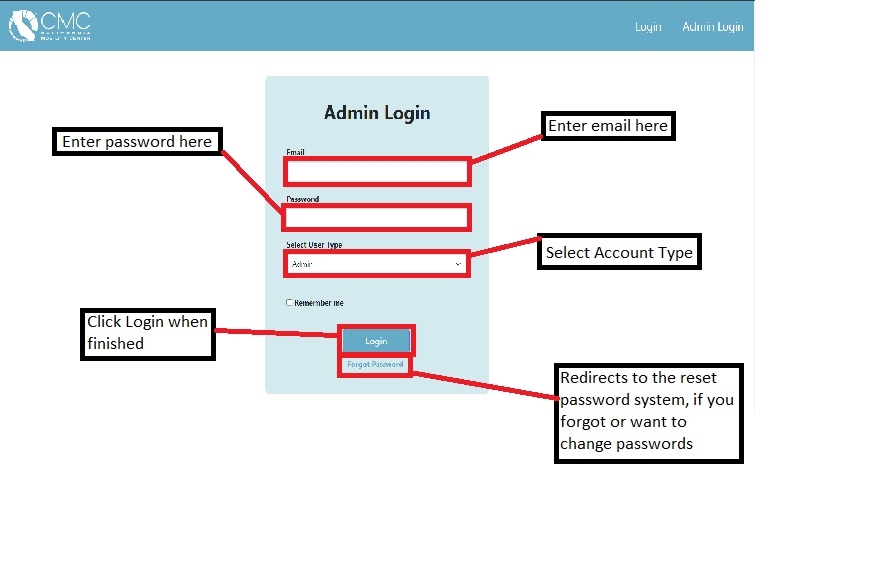 CMC
CALIFORNIA
MOBILITY CENTER
Login
Admin Login
Admin Login
Enter email here
Enter password here
Email
Password
Select User Type
Select Account Type
Admin
Remember me
Click Login when
finished
Login
Forgot Password
Redirects to the reset
password system, if you
forgot or want to
change passwords